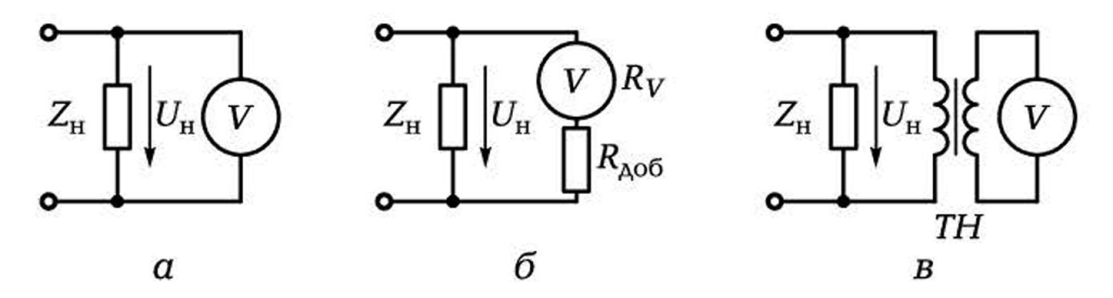 Zн Uн V
Zн Uн V RV
Rдоб
Zн Uн V
ТН
а б в